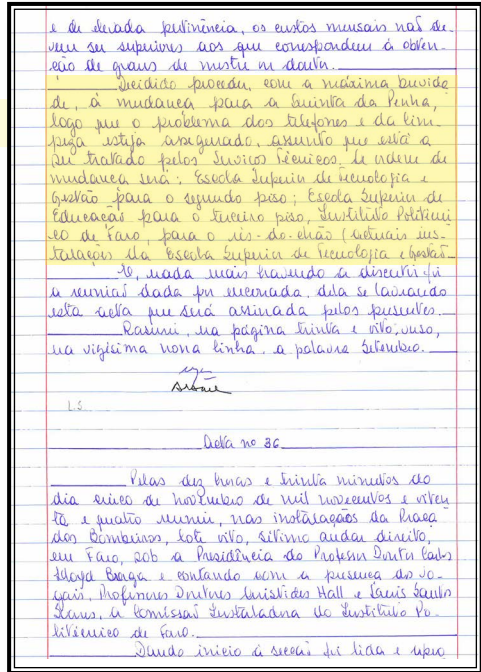 e de elevada pertinência, os custos mensais não de-
vem ser superiores aos que correspondem à obten-
ção de graus de mestre ou doutor.
Decidido proceder, com a máxima brevida
de, à mudança para a Quinta da Penha,
logo que o problema dos telefones e da lim-
peza esteja assegurado, assunto que está a
ser tratado pelos Serviços Técnicos. A ordem de
mudança será: Escola Superior de Tecnologia e
Gestão para o segundo piso; Escola Superior de
Educação para o terceiro piso, Instituto Politécni
co de Faro, para o rés-do-chão (actuais ins-
talações da Escola Superior de Tecnologia e Gestão.
E, nada mais havendo a discutir foi
a reunião dada por encerrada, dela se lavrando
esta acta que será assinada pelos presentes.
Rasurei, na página trinta e oito, verso,
na vigésima nona linha, a palavra Setembro.
L.S.
Acta no 36
Pelas dez horas e trinta minutos do
dia cinco de novembro de mil novecentos e oiten
ta e quatro reuniu, nas instalações da Praça
dos Bombeiros, lote oito, sétimo andar direito,
em Faro, sob a Presidência do Professor Doutor Carlos
Lloyd Braga e contando com a presença dos vo-
gais, Professores Doutores Aristides Hall e Luís Santos
Soares, a Comissão Instaladora do Instituto Po-
litécnico de Faro.
Dando início à secção foi lida e apro